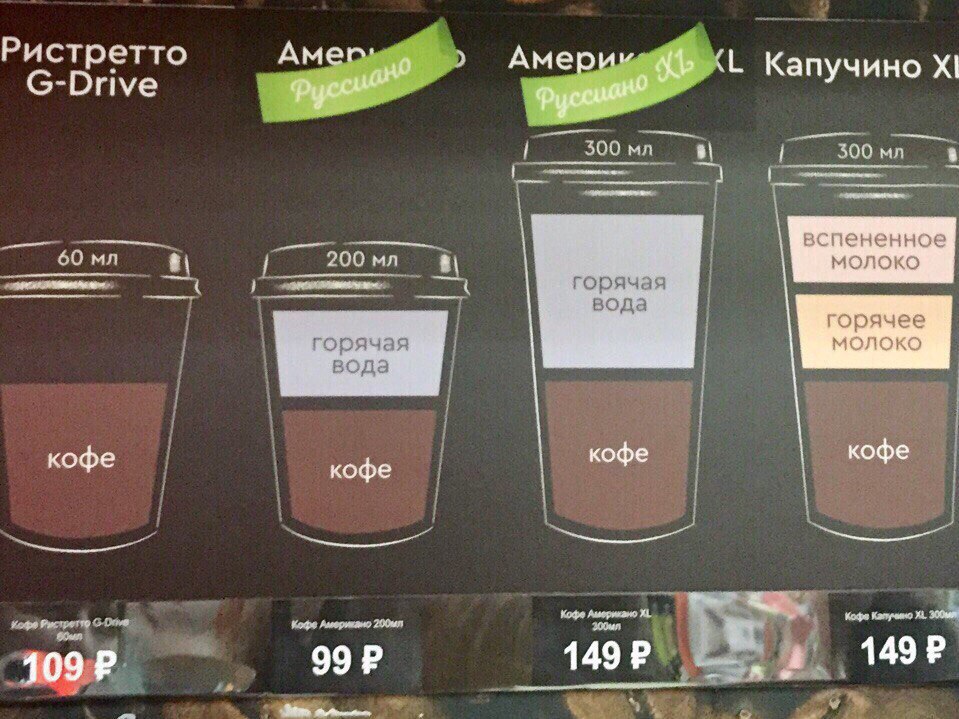 Ристретто
G-Drive
60 мл
кофе
Кофе Ристретто G-Drive
60мл
109 ₽
Руссиано
200 мл
горячая
вода
кофе
Кофе Американо 200мл
99 ₽
XL
Руссиано XL
300 мл
горячая
вода
кофе
Кофе Американо XL
300мл
149 ₽
Капучино XL
300 мл
вспененное
молоко
горячее
молоко
кофе
Кофе Капучино XL 300мл
149 ₽